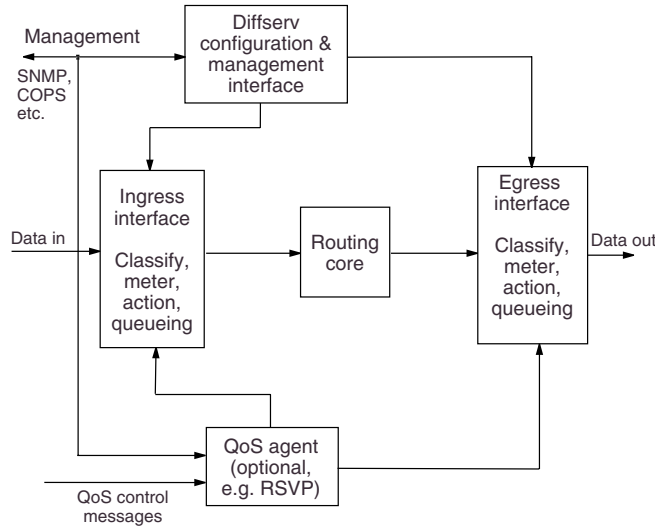 Management
SNMP,
COPS
etc.
Diffserv
configuration &
management
interface
Data in
Ingress
interface
Classify,
meter,
action,
queueing
Routing
core
Egress
interface
Classify,
meter,
action,
queueing
Data out
QoS agent
(optional,
e.g. RSVP)
QoS control
messages